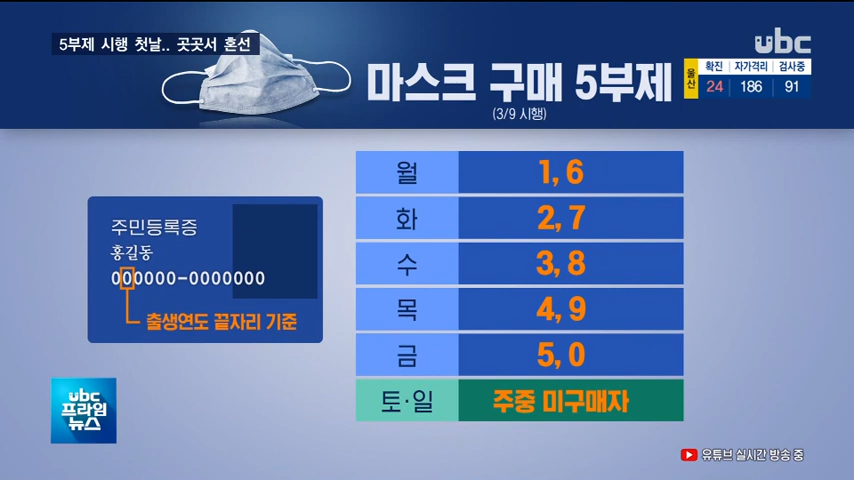 5부제 시행 첫날.. 곳곳서 혼선
ubc
마스크 구매 5부제
(3/9 시행)
울산
확진 자가격리 검사중
24 186 91
주민등록증
홍길동
000000-0000000
출생연도 끝자리 기준
월 1, 6
화 2, 7
수 3, 8
목 4, 9
금 5, 0
토·일 주중 미구매자
ubc
프라임
뉴스
유튜브 실시간 방송 중